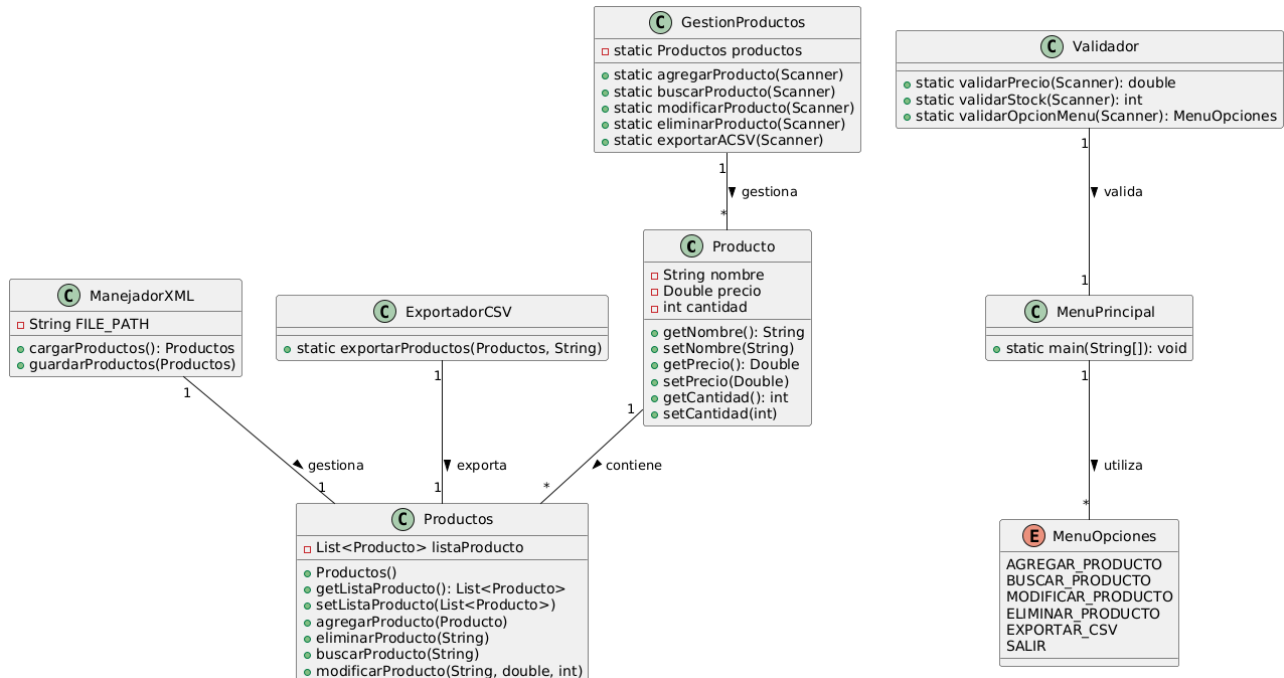 C GestionProductos
static Productos productos
static agregarProducto(Scanner)
static buscarProducto(Scanner)
static modificarProducto(Scanner)
static eliminarProducto(Scanner)
static exportarACSV(Scanner)
1
gestiona
*
C Validador
static validarPrecio(Scanner): double
static validarStock(Scanner): int
static validarOpcionMenu(Scanner): MenuOpciones
1
valida
1
C Producto
String nombre
Double precio
int cantidad
getNombre(): String
setNombre(String)
getPrecio(): Double
setPrecio(Double)
getCantidad(): int
setCantidad(int)
1
contiene
*
C ManejadorXML
String FILE_PATH
cargarProductos(): Productos
guardarProductos(Productos)
1
gestiona
1
C ExportadorCSV
static exportarProductos(Productos, String)
1
exporta
1
C MenuPrincipal
static main(String[]): void
1
utiliza
*
C Productos
List<Producto> listaProducto
Productos()
getListaProducto(): List<Producto>
setListaProducto(List<Producto>)
agregarProducto(Producto)
eliminarProducto(String)
buscarProducto(String)
modificarProducto(String, double, int)
E MenuOpciones
AGREGAR_PRODUCTO
BUSCAR_PRODUCTO
MODIFICAR_PRODUCTO
ELIMINAR_PRODUCTO
EXPORTAR_CSV
SALIR